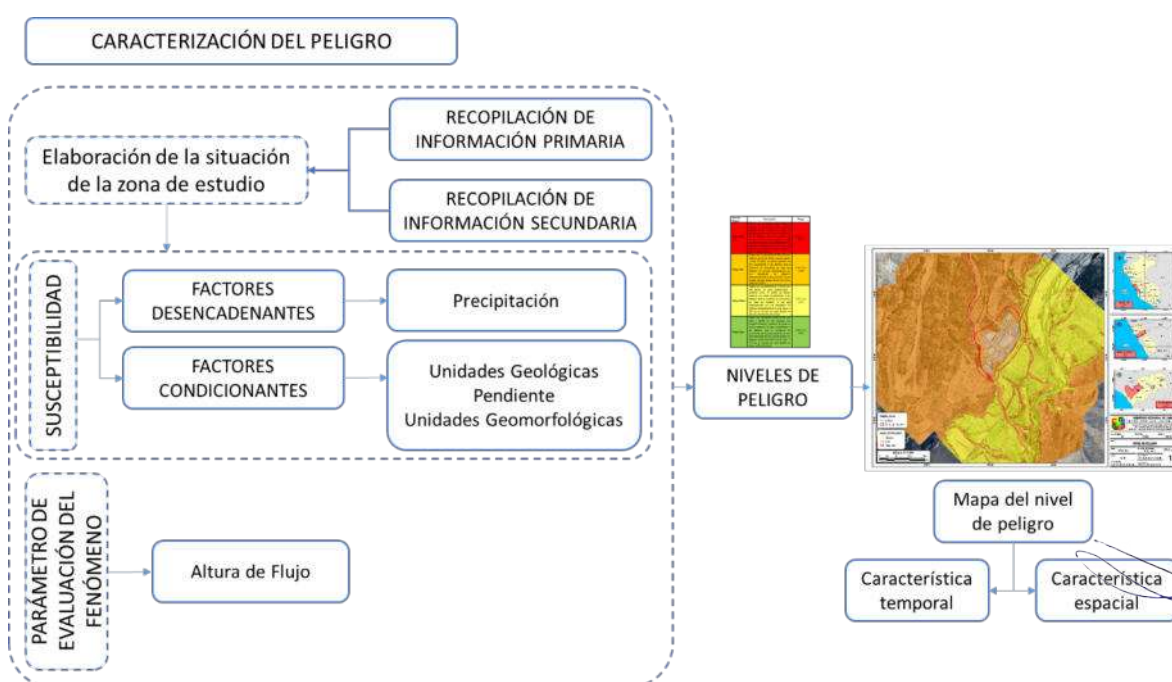 CARACTERIZACIÓN DEL PELIGRO
RECOPILACIÓN DE
INFORMACIÓN PRIMARIA
Elaboración de la situación
de la zona de estudio
RECOPILACIÓN DE
INFORMACIÓN SECUNDARIA
SUSCEPTIBILIDAD
FACTORES
DESENCADENANTES
Precipitación
FACTORES
CONDICIONANTES
Unidades Geológicas
Pendiente
Unidades Geomorfológicas
PARÁMETRO DE
EVALUACIÓN DEL
FENÓMENO
Altura de Flujo
NIVELES DE
PELIGRO
Mapa del nivel
de peligro
Característica
temporal
Característica
espacial